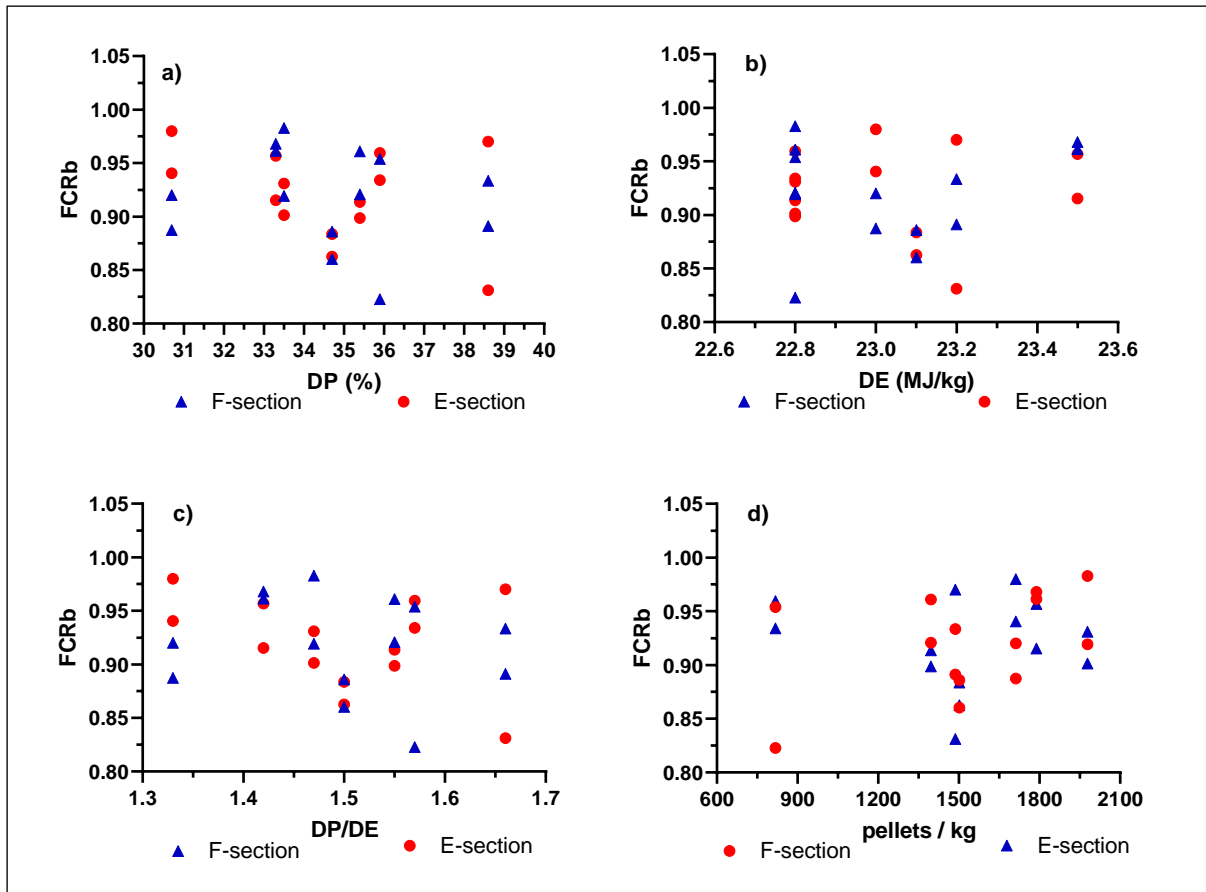 a)
1.05
1.00
0.95
0.90
0.85
0.80
FCRb
30 31 32 33 34 35 36 37 38 39 40
DP (%)
F-section E-section
b)
1.05
1.00
0.95
0.90
0.85
0.80
FCRb
22.6 22.8 23.0 23.2 23.4 23.6
DE (MJ/kg)
F-section E-section
c)
1.05
1.00
0.95
0.90
0.85
0.80
FCRb
1.3 1.4 1.5 1.6 1.7
DP/DE
F-section E-section
d)
1.05
1.00
0.95
0.90
0.85
0.80
FCRb
600 900 1200 1500 1800 2100
pellets / kg
F-section E-section